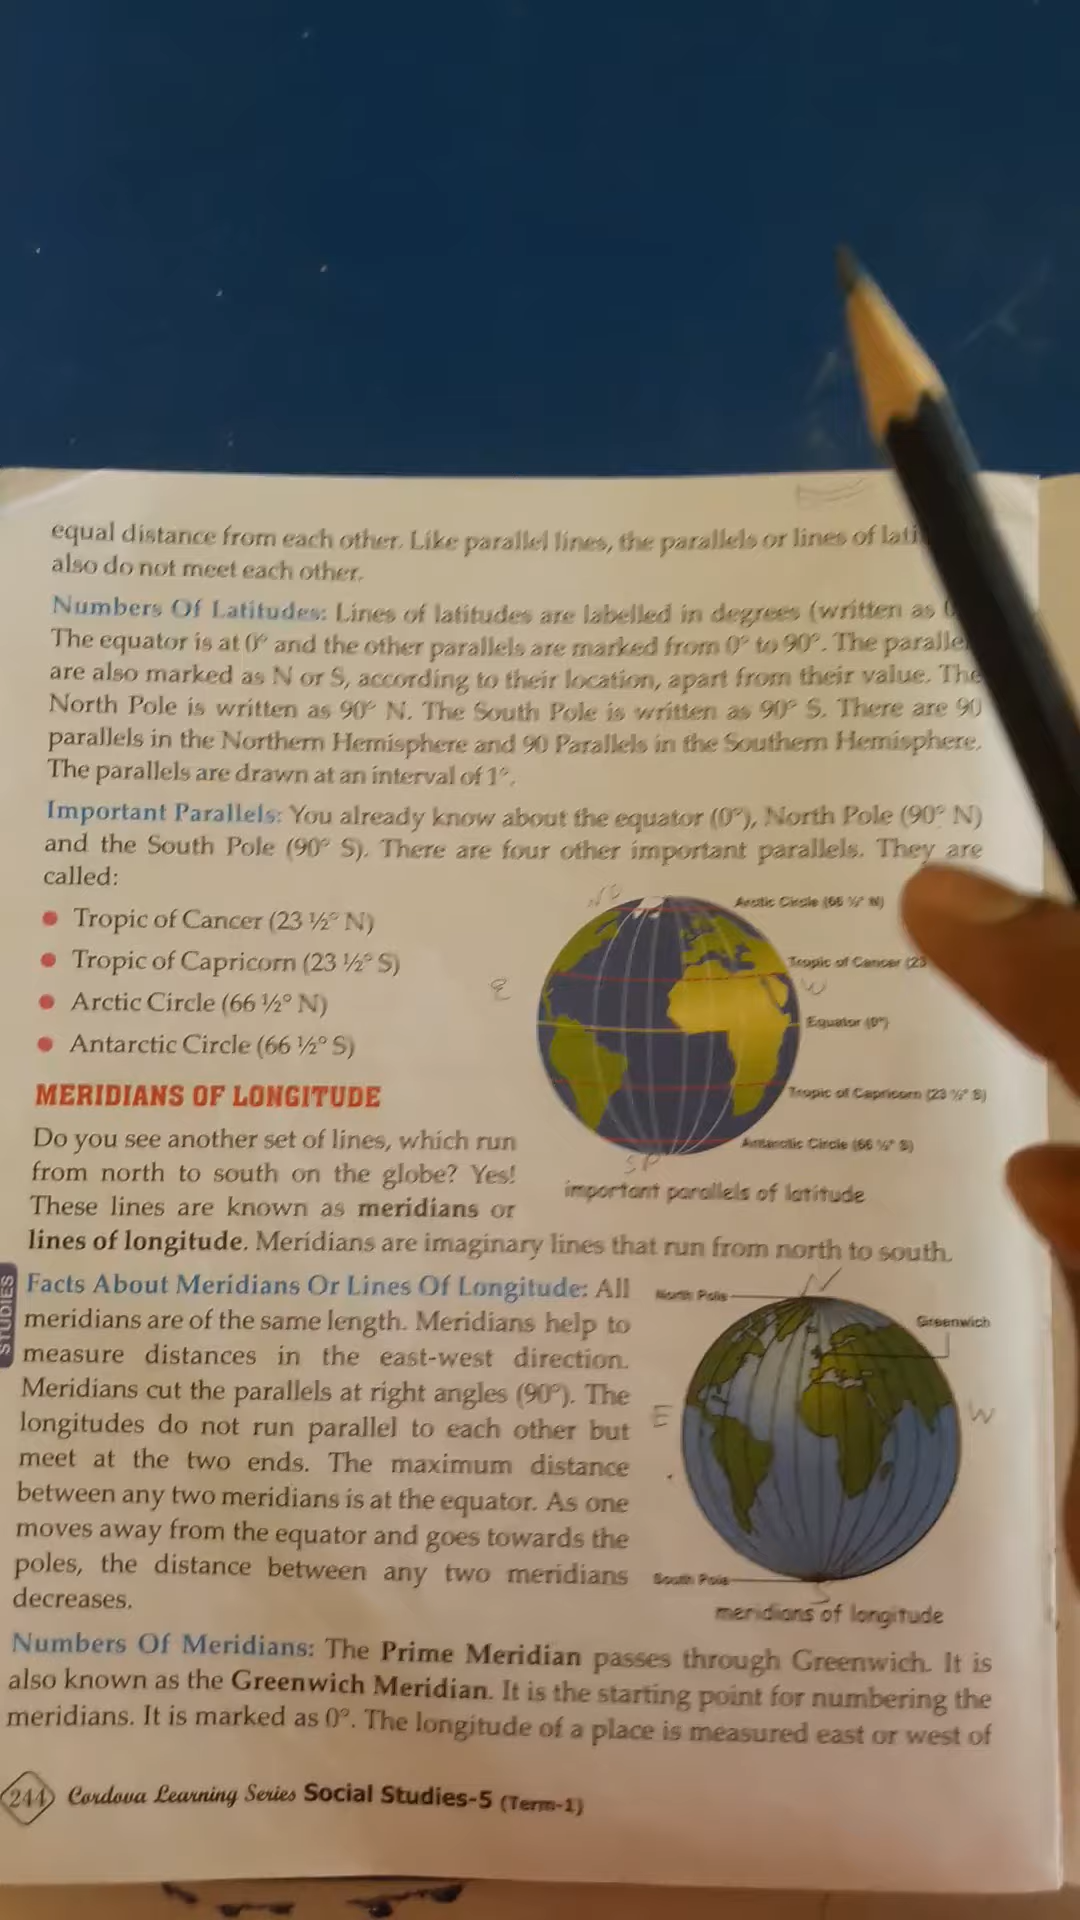 equal distance from each other. Like parallel lines, the parallels or lines of
also do not meet each other.
Numbers Of Latitudes: Lines of latitudes are labelled in degrees (written as
The equator is at 0° and the other parallels are marked from 0° to 90°. The
are also marked as N or S, according to their location, apart from their value. The
North Pole is written as 90° N. The South Pole is written as 90° S. There are 90
parallels in the Northern Hemisphere and 90 Parallels in the Southern Hemisphere.
The parallels are drawn at an interval of 1°.
Important Parallels: You already know about the equator (0°), North Pole (90° N)
and the South Pole (90° S). There are four other important parallels. They are
called:
Tropic of Cancer (23 ½° N)
Tropic of Capricorn (23 ½° S)
Arctic Circle (66 ½° N)
Antarctic Circle (66 ½° S)
NP
Arctic Circle (66 ½° N)
Tropic of Cancer (23
E
W
Equator (0°)
Tropic of Capricorn (23 ½° S)
Antarctic Circle (66 ½° S)
SP
important parallels of latitude
MERIDIANS OF LONGITUDE
Do you see another set of lines, which run
from north to south on the globe? Yes!
These lines are known as meridians or
lines of longitude. Meridians are imaginary lines that run from north to south.
Facts About Meridians Or Lines Of Longitude: All
meridians are of the same length. Meridians help to
measure distances in the east-west direction.
Meridians cut the parallels at right angles (90°). The
longitudes do not run parallel to each other but
meet at the two ends. The maximum distance
between any two meridians is at the equator. As one
moves away from the equator and goes towards the
poles, the distance between any two meridians
decreases.
N
North Pole
Greenwich
E
W
South Pole
S
meridians of longitude
Numbers Of Meridians: The Prime Meridian passes through Greenwich. It is
also known as the Greenwich Meridian. It is the starting point for numbering the
meridians. It is marked as 0°. The longitude of a place is measured east or west of
STUDIES
244 Cordova Learning Series Social Studies-5 (Term-1)